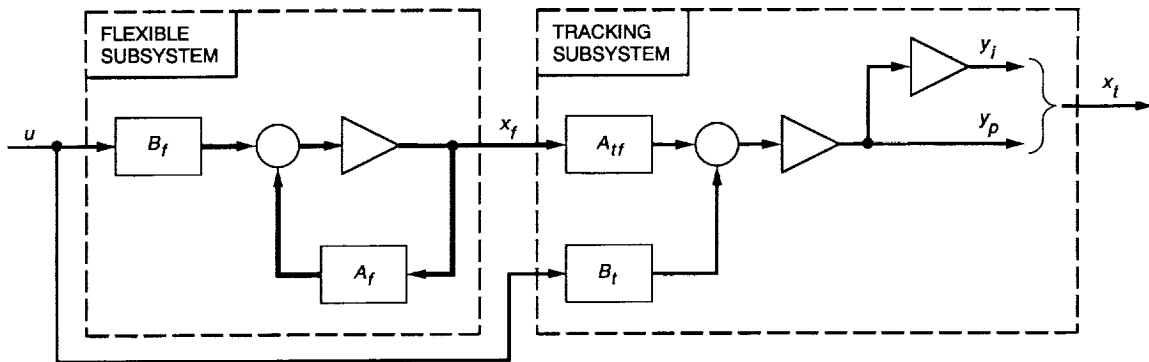 FLEXIBLE
SUBSYSTEM
TRACKING
SUBSYSTEM
u
B_f
x_f
A_f
A_tf
B_t
y_i
y_p
x_t